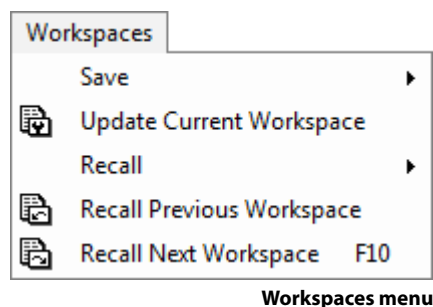 Workspaces
Save
Update Current Workspace
Recall
Recall Previous Workspace
Recall Next Workspace F10
Workspaces menu